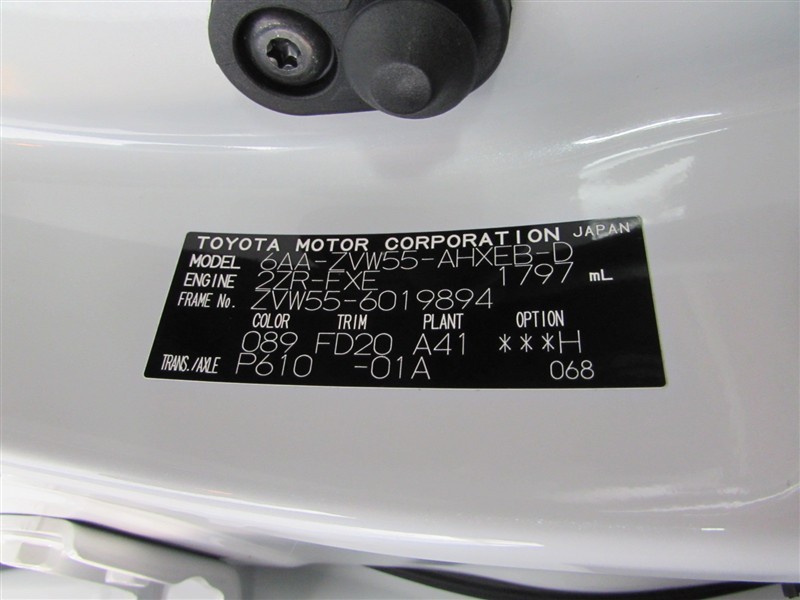 TOYOTA MOTOR CORPORATION JAPAN
MODEL 6AA-ZVW55-AHXEB-D
ENGINE 2ZR-FXE 1797 mL
FRAME No. ZVW55-6019894
COLOR TRIM PLANT OPTION
089 FD20 A41 ***H
TRANS./AXLE P610 -01A 068